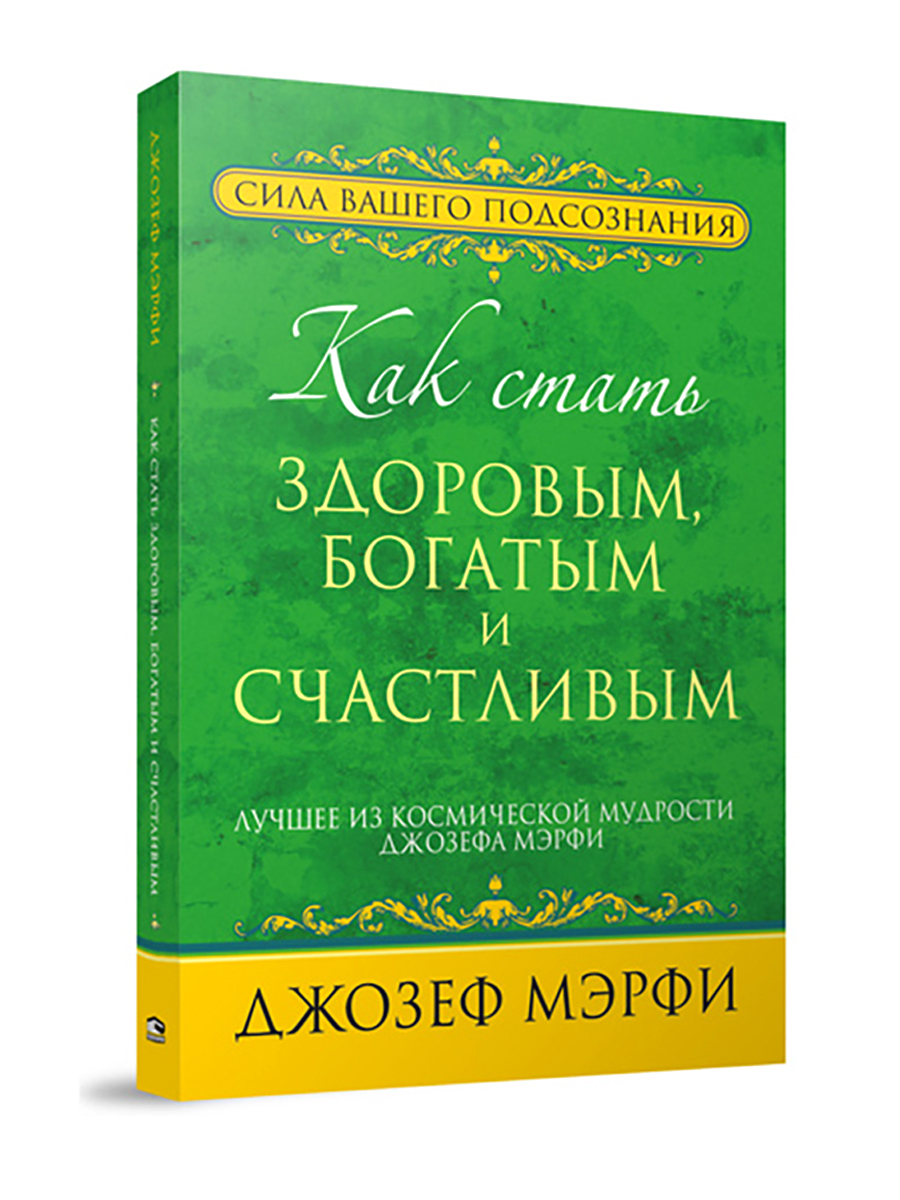 СИЛА ВАШЕГО ПОДСОЗНАНИЯ
Как стать
ЗДОРОВЫМ,
БОГАТЫМ
И
СЧАСТЛИВЫМ
ЛУЧШЕЕ ИЗ КОСМИЧЕСКОЙ МУДРОСТИ
ДЖОЗЕФА МЭРФИ
ДЖОЗЕФ МЭРФИ
ДЖОЗЕФ МЭРФИ
КАК СТАТЬ ЗДОРОВЫМ, БОГАТЫМ И СЧАСТЛИВЫМ